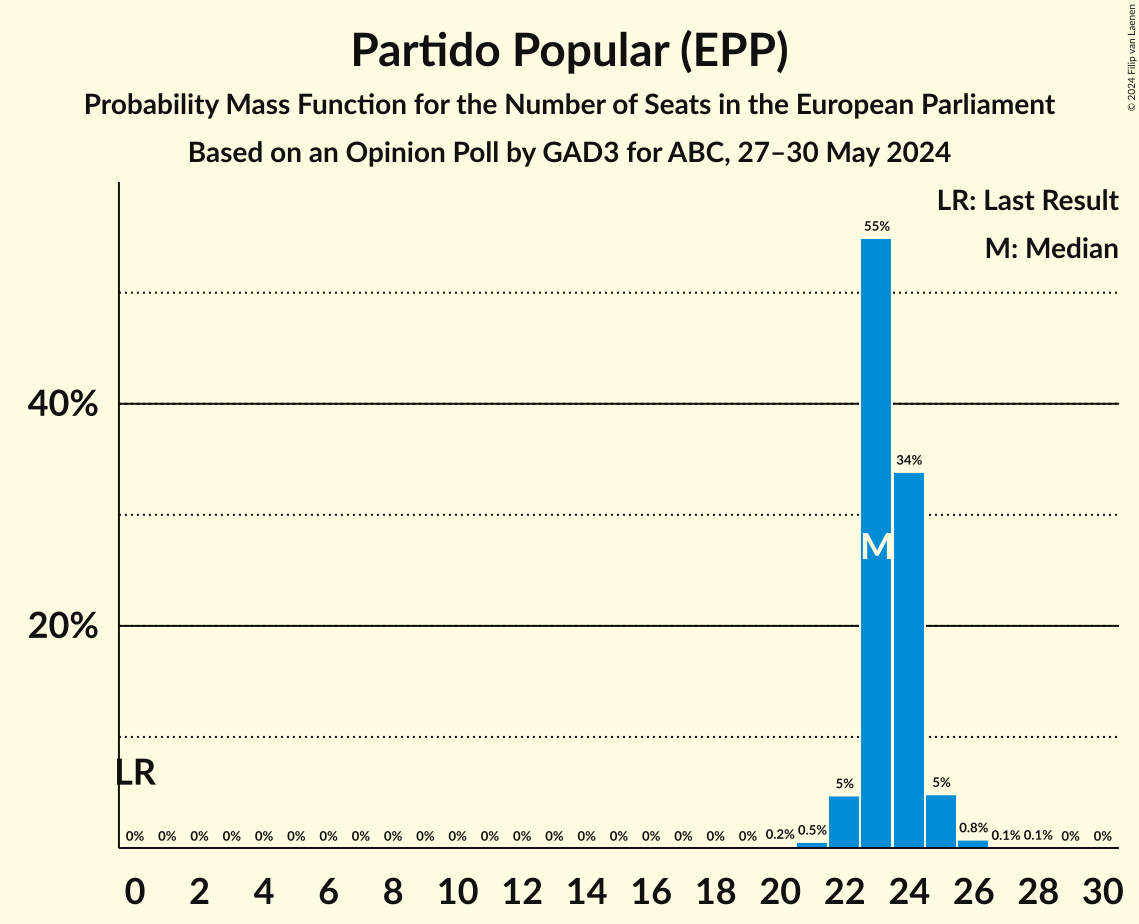 Partido Popular (EPP)
Probability Mass Function for the Number of Seats in the European Parliament
Based on an Opinion Poll by GAD3 for ABC, 27–30 May 2024
© 2024 Filip van Laenen
LR: Last Result
M: Median
55%
40%
34%
M
20%
LR
0% 0% 0% 0% 0% 0% 0% 0% 0% 0% 0% 0% 0% 0% 0% 0% 0% 0% 0% 0% 0.2% 0.5% 5% 5% 0.8% 0.1% 0.1% 0% 0%
0 2 4 6 8 10 12 14 16 18 20 22 24 26 28 30